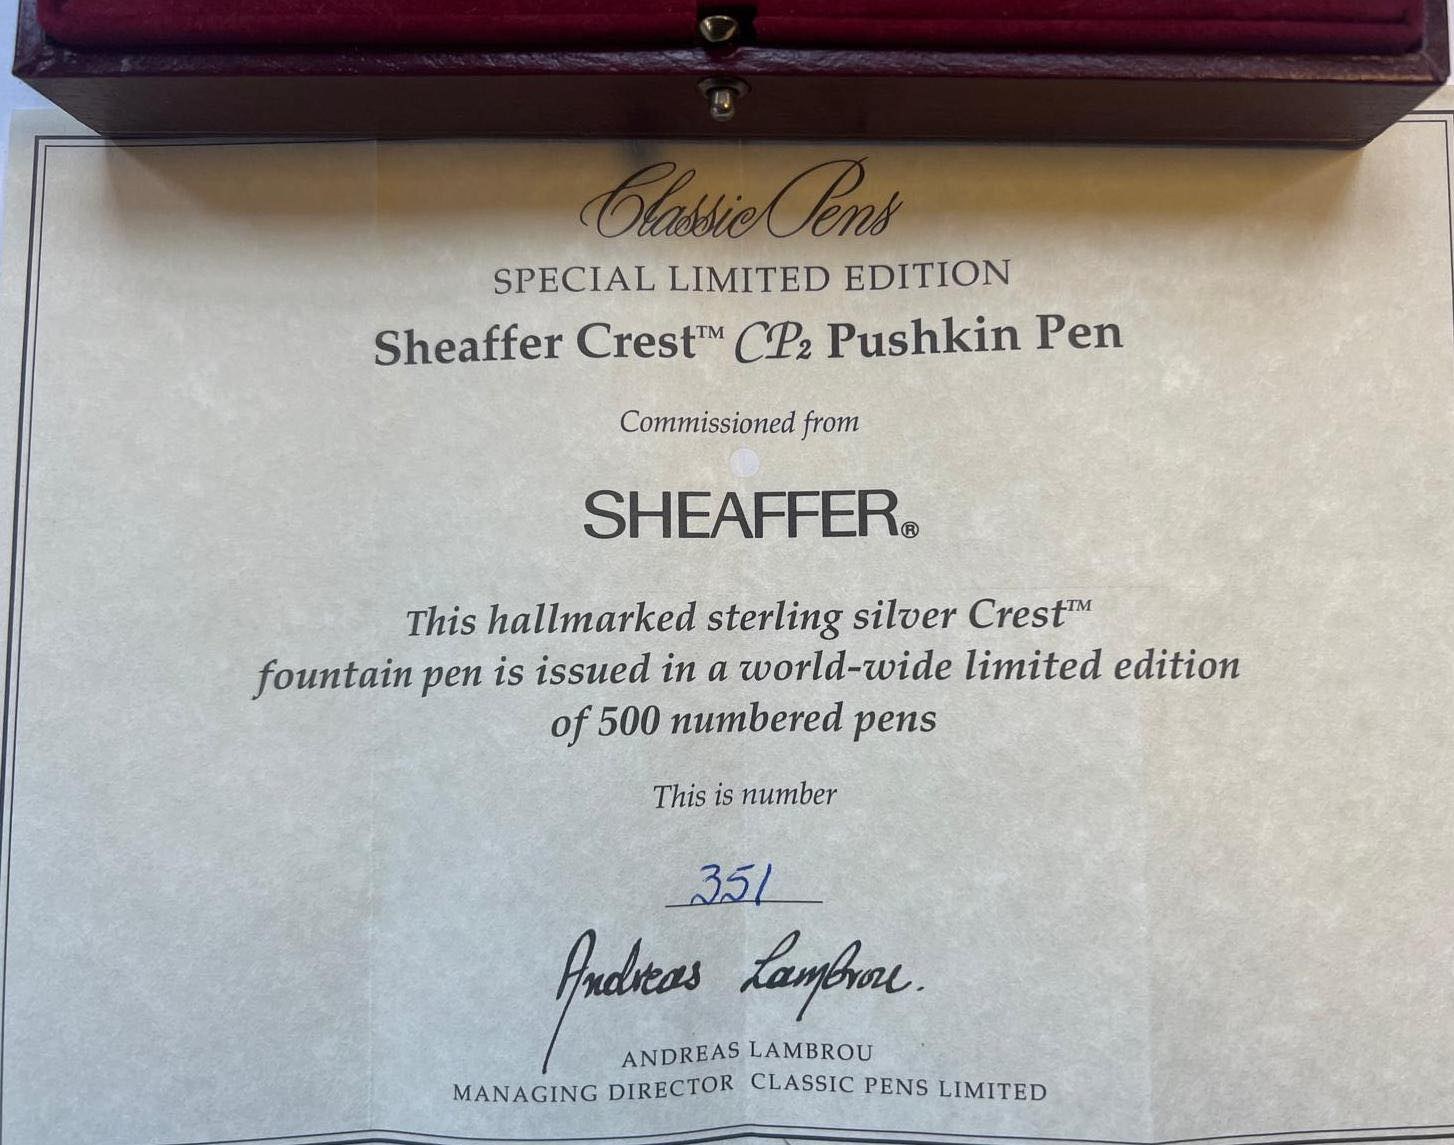 Classic Pens
SPECIAL LIMITED EDITION
Sheaffer Crest™ CP₂ Pushkin Pen
Commissioned from
SHEAFFER®
This hallmarked sterling silver Crest™
fountain pen is issued in a world-wide limited edition
of 500 numbered pens
This is number
351
Andreas Lambrou.
ANDREAS LAMBROU
MANAGING DIRECTOR CLASSIC PENS LIMITED